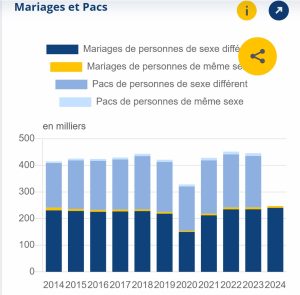 Mariages et Pacs
i
Mariages de personnes de sexe différ
Mariages de personnes de même se
Pacs de personnes de sexe différent
Pacs de personnes de même sexe
en milliers
500
400
300
200
100
0
2014 2015 2016 2017 2018 2019 2020 2021 2022 2023 2024